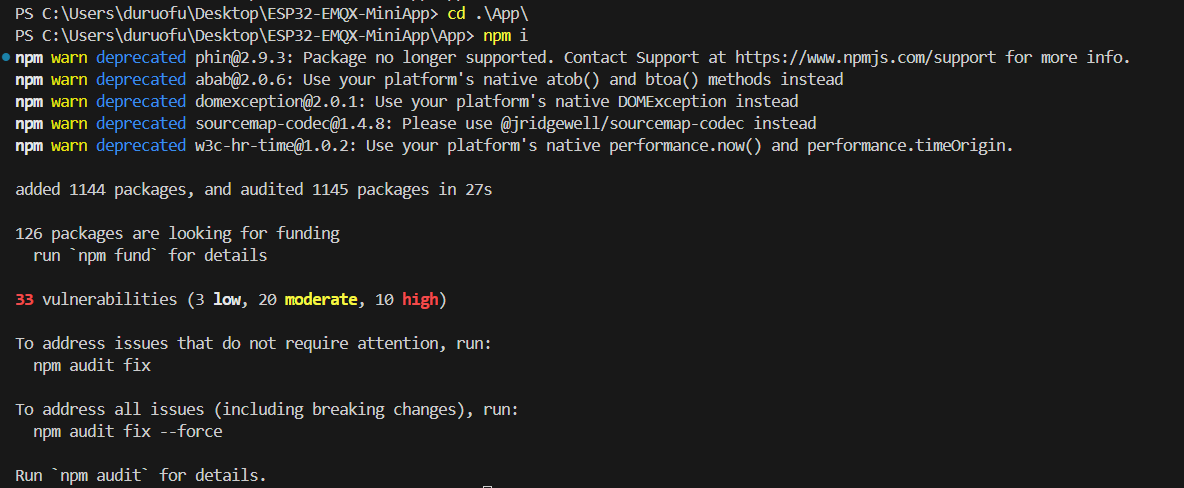 PS C:\Users\duruofu\Desktop\ESP32-EMQX-MiniApp> cd .\App\
PS C:\Users\duruofu\Desktop\ESP32-EMQX-MiniApp\App> npm i
npm warn deprecated phin@2.9.3: Package no longer supported. Contact Support at https://www.npmjs.com/support for more info.
npm warn deprecated abab@2.0.6: Use your platform's native atob() and btoa() methods instead
npm warn deprecated domexception@2.0.1: Use your platform's native DOMException instead
npm warn deprecated sourcemap-codec@1.4.8: Please use @jridgewell/sourcemap-codec instead
npm warn deprecated w3c-hr-time@1.0.2: Use your platform's native performance.now() and performance.timeOrigin.
added 1144 packages, and audited 1145 packages in 27s
126 packages are looking for funding
  run `npm fund` for details
33 vulnerabilities (3 low, 20 moderate, 10 high)
To address issues that do not require attention, run:
  npm audit fix
To address all issues (including breaking changes), run:
  npm audit fix --force
Run `npm audit` for details.